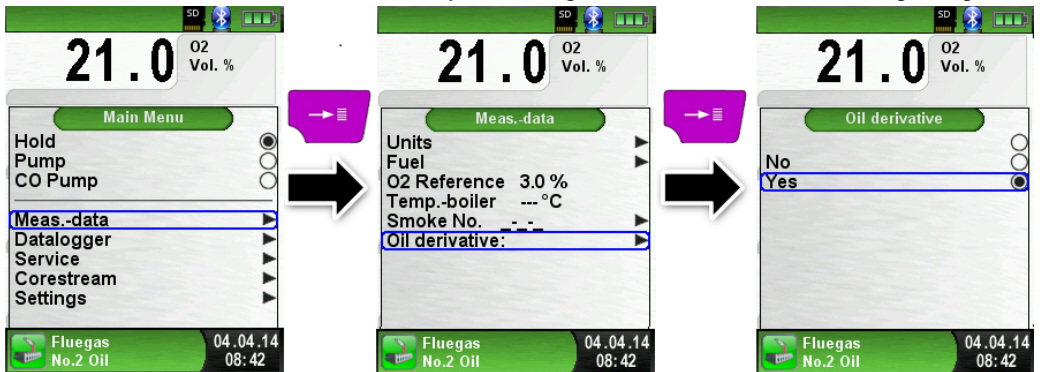 SD
21.0 O2 Vol. %
Main Menu
Hold
Pump
CO Pump
Meas.-data
Datalogger
Service
Corestream
Settings
Fluegas 04.04.14
No.2 Oil 08:42
SD
21.0 O2 Vol. %
Meas.-data
Units
Fuel
O2 Reference 3.0 %
Temp.-boiler --- °C
Smoke No. _-_-_
Oil derivative:
Fluegas 04.04.14
No.2 Oil 08:42
SD
21.0 O2 Vol. %
Oil derivative
No
Yes
Fluegas 04.04.14
No.2 Oil 08:42